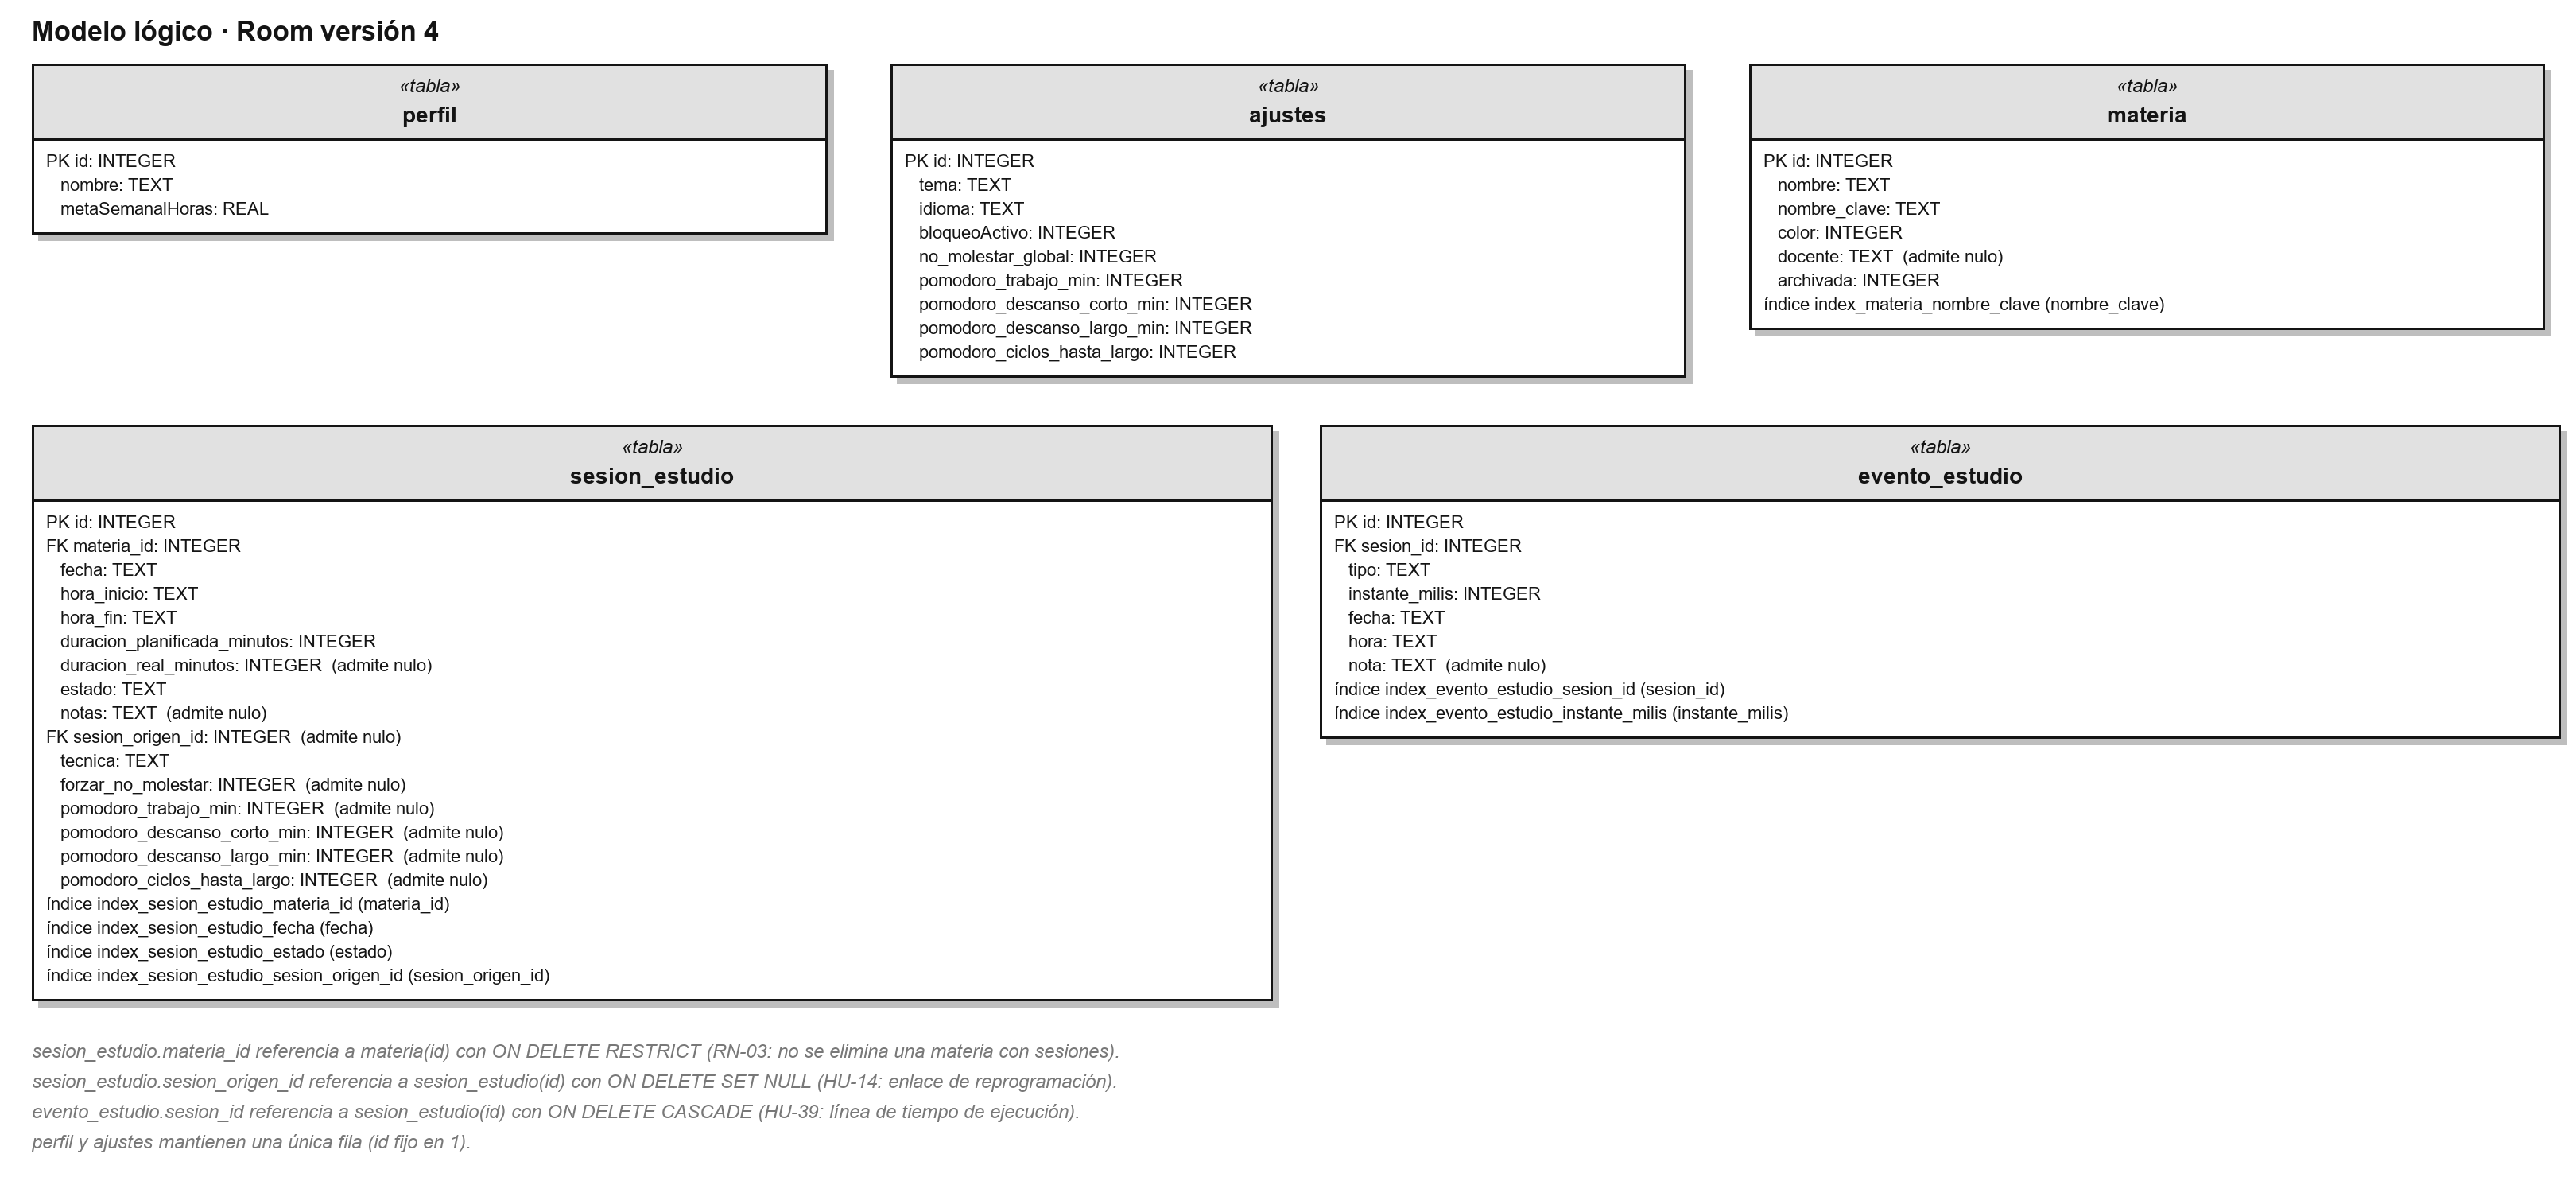 Modelo lógico · Room versión 4
«tabla»
perfil
PK id: INTEGER
nombre: TEXT
metaSemanalHoras: REAL
«tabla»
ajustes
PK id: INTEGER
tema: TEXT
idioma: TEXT
bloqueoActivo: INTEGER
no_molestar_global: INTEGER
pomodoro_trabajo_min: INTEGER
pomodoro_descanso_corto_min: INTEGER
pomodoro_descanso_largo_min: INTEGER
pomodoro_ciclos_hasta_largo: INTEGER
«tabla»
materia
PK id: INTEGER
nombre: TEXT
nombre_clave: TEXT
color: INTEGER
docente: TEXT (admite nulo)
archivada: INTEGER
índice index_materia_nombre_clave (nombre_clave)
«tabla»
sesion_estudio
PK id: INTEGER
FK materia_id: INTEGER
fecha: TEXT
hora_inicio: TEXT
hora_fin: TEXT
duracion_planificada_minutos: INTEGER
duracion_real_minutos: INTEGER (admite nulo)
estado: TEXT
notas: TEXT (admite nulo)
FK sesion_origen_id: INTEGER (admite nulo)
tecnica: TEXT
forzar_no_molestar: INTEGER (admite nulo)
pomodoro_trabajo_min: INTEGER (admite nulo)
pomodoro_descanso_corto_min: INTEGER (admite nulo)
pomodoro_descanso_largo_min: INTEGER (admite nulo)
pomodoro_ciclos_hasta_largo: INTEGER (admite nulo)
índice index_sesion_estudio_materia_id (materia_id)
índice index_sesion_estudio_fecha (fecha)
índice index_sesion_estudio_estado (estado)
índice index_sesion_estudio_sesion_origen_id (sesion_origen_id)
«tabla»
evento_estudio
PK id: INTEGER
FK sesion_id: INTEGER
tipo: TEXT
instante_milis: INTEGER
fecha: TEXT
hora: TEXT
nota: TEXT (admite nulo)
índice index_evento_estudio_sesion_id (sesion_id)
índice index_evento_estudio_instante_milis (instante_milis)
sesion_estudio.materia_id referencia a materia(id) con ON DELETE RESTRICT (RN-03: no se elimina una materia con sesiones).
sesion_estudio.sesion_origen_id referencia a sesion_estudio(id) con ON DELETE SET NULL (HU-14: enlace de reprogramación).
evento_estudio.sesion_id referencia a sesion_estudio(id) con ON DELETE CASCADE (HU-39: línea de tiempo de ejecución).
perfil y ajustes mantienen una única fila (id fijo en 1).